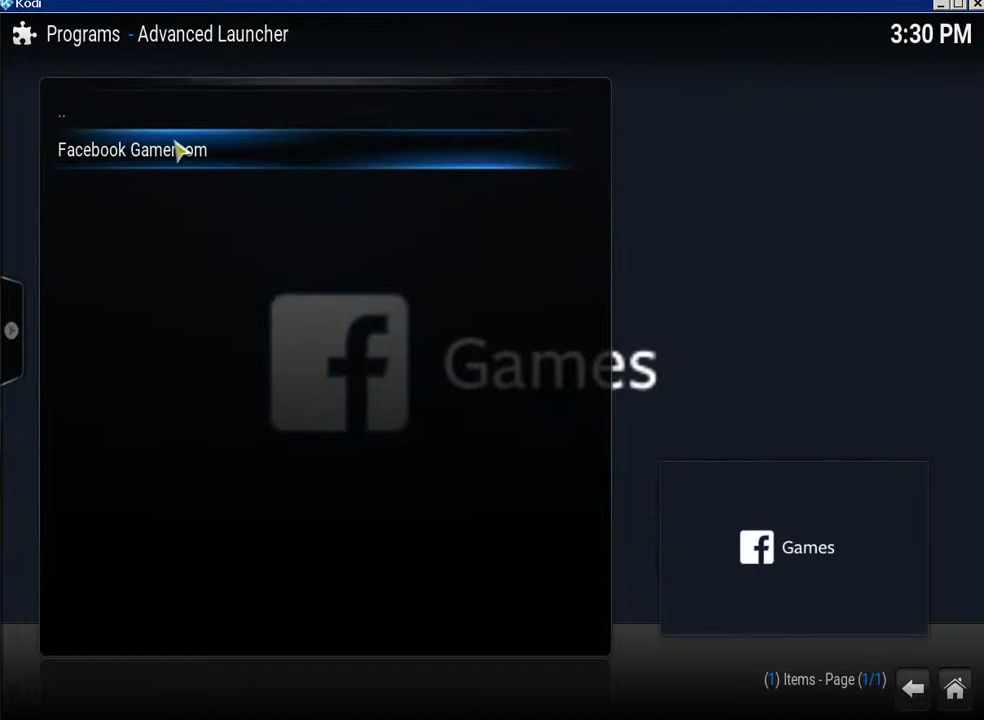 Kodi
Programs - Advanced Launcher
3:30 PM
..
Facebook
Games
Games
(1) Items - Page (1/1)